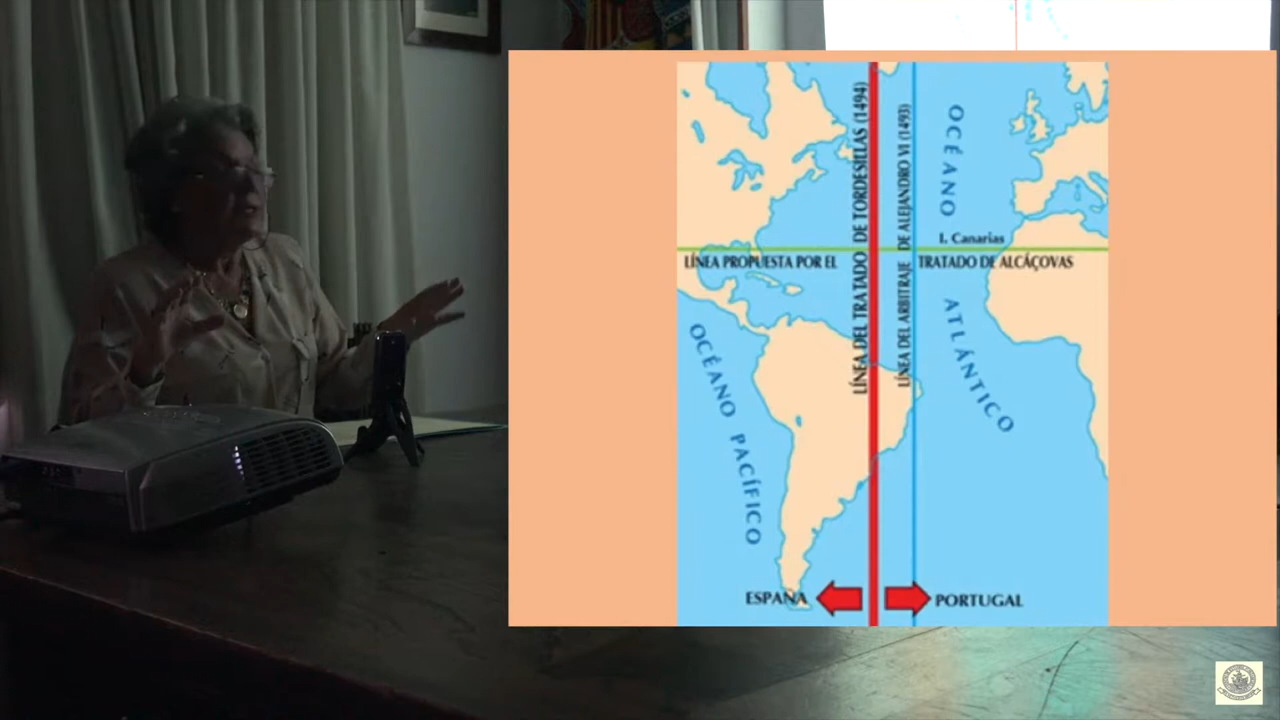 LÍNEA DEL TRATADO DE TORDESILLAS (1494)
LÍNEA DEL ARBITRAJE DE ALEJANDRO VI (1493)
OCÉANO
I. Canarias
LÍNEA PROPUESTA POR EL TRATADO DE ALCÁÇOVAS
ATLÁNTICO
OCÉANO PACÍFICO
ESPAÑA
PORTUGAL